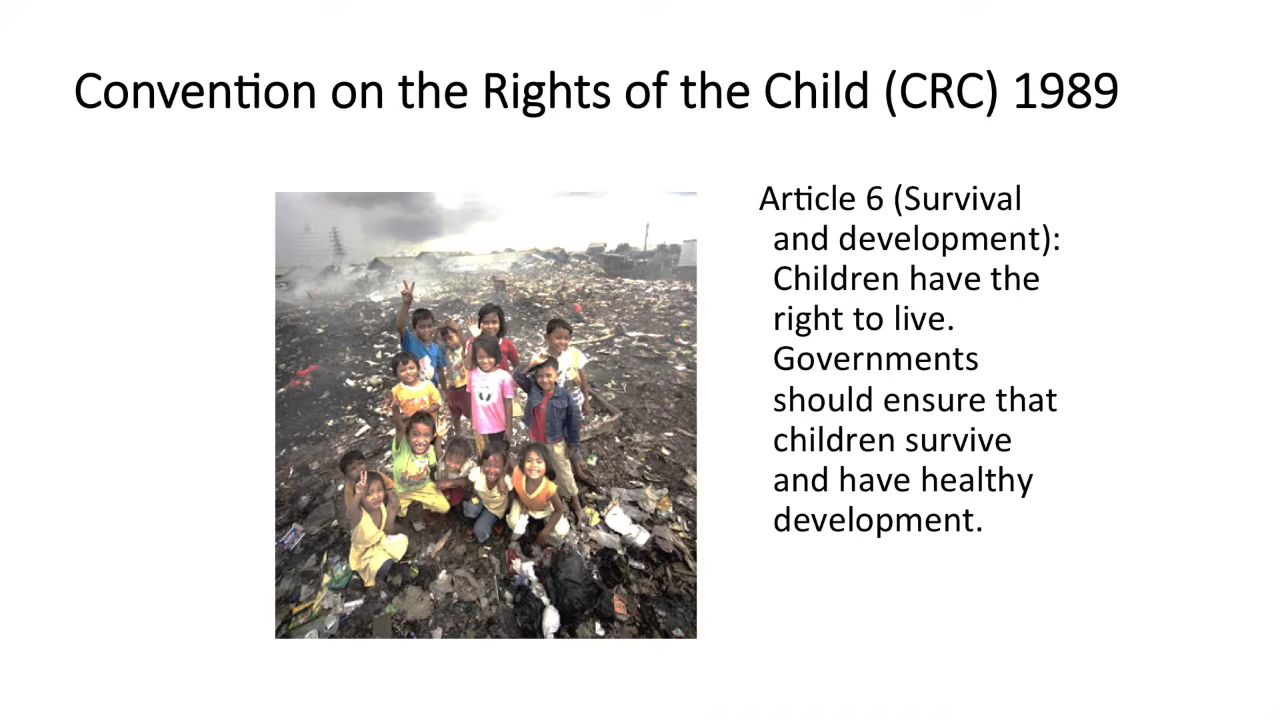 Convention on the Rights of the Child (CRC) 1989
Article 6 (Survival
and development):
Children have the
right to live.
Governments
should ensure that
children survive
and have healthy
development.